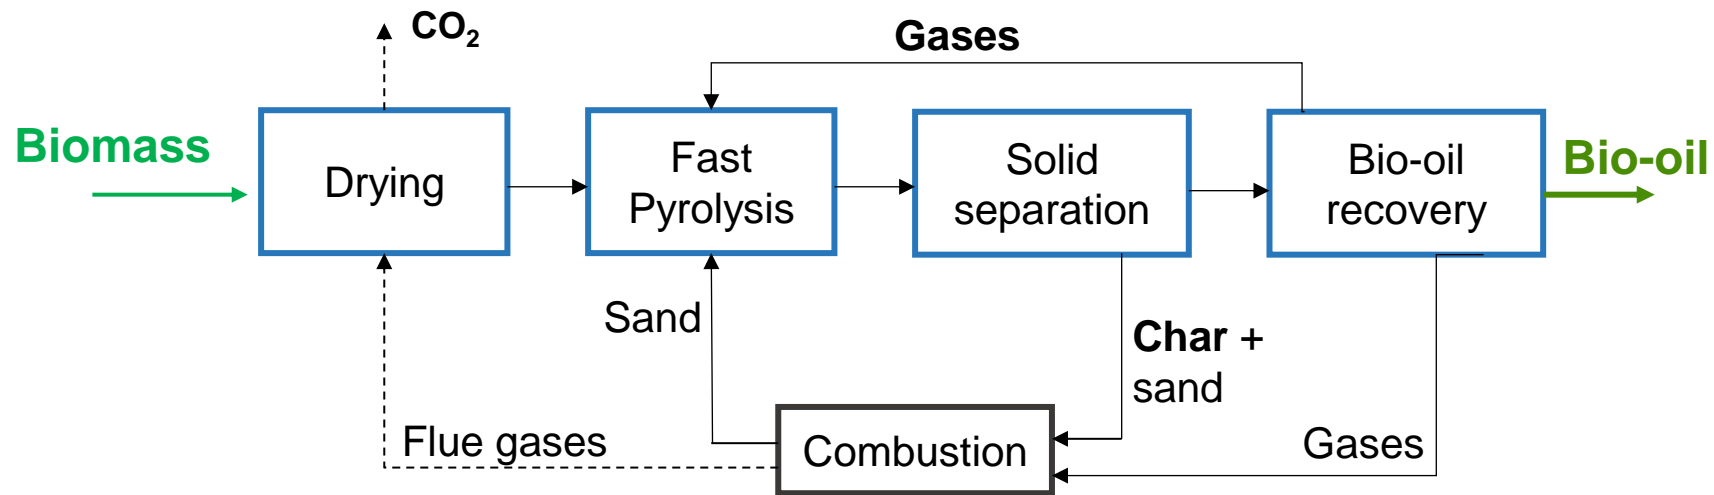 CO₂
Gases
Biomass
Drying
Fast
Pyrolysis
Solid
separation
Bio-oil
recovery
Bio-oil
Sand
Char +
sand
Flue gases
Combustion
Gases